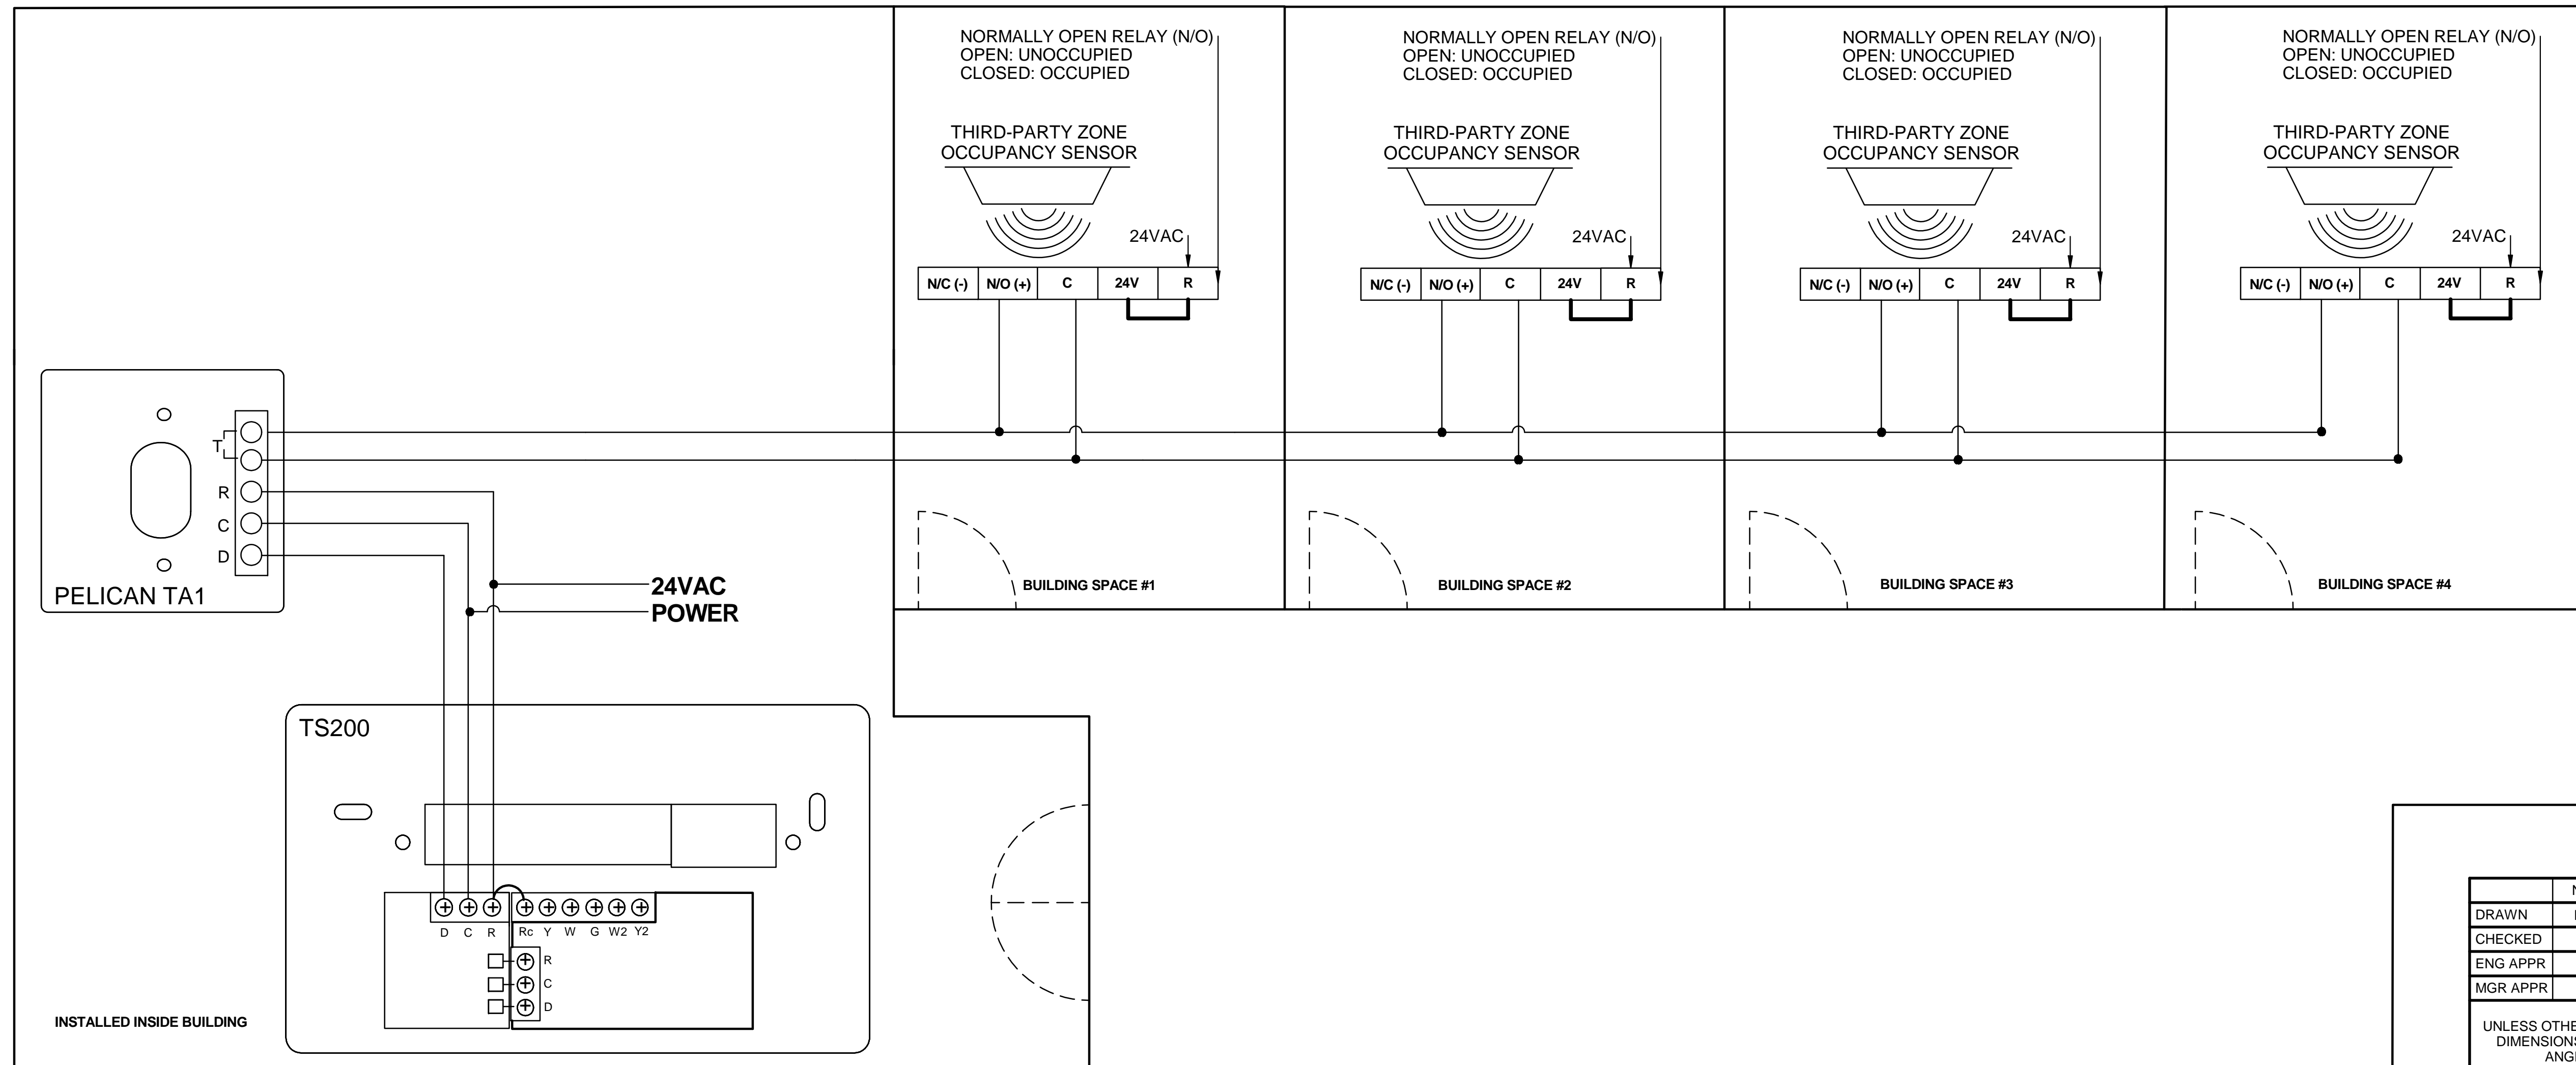 NORMALLY OPEN RELAY (N/O)
OPEN: UNOCCUPIED
CLOSED: OCCUPIED
THIRD-PARTY ZONE
OCCUPANCY SENSOR
24VAC
N/C (-) N/O (+) C 24V R
BUILDING SPACE #1
NORMALLY OPEN RELAY (N/O)
OPEN: UNOCCUPIED
CLOSED: OCCUPIED
THIRD-PARTY ZONE
OCCUPANCY SENSOR
24VAC
N/C (-) N/O (+) C 24V R
BUILDING SPACE #2
NORMALLY OPEN RELAY (N/O)
OPEN: UNOCCUPIED
CLOSED: OCCUPIED
THIRD-PARTY ZONE
OCCUPANCY SENSOR
24VAC
N/C (-) N/O (+) C 24V R
BUILDING SPACE #3
NORMALLY OPEN RELAY (N/O)
OPEN: UNOCCUPIED
CLOSED: OCCUPIED
THIRD-PARTY ZONE
OCCUPANCY SENSOR
24VAC
N/C (-) N/O (+) C 24V R
BUILDING SPACE #4
T
R
C
D
PELICAN TA1
24VAC
POWER
TS200
D C R Rc Y W G W2 Y2
R
C
D
INSTALLED INSIDE BUILDING
DRAWN
CHECKED
ENG APPR
MGR APPR
UNLESS